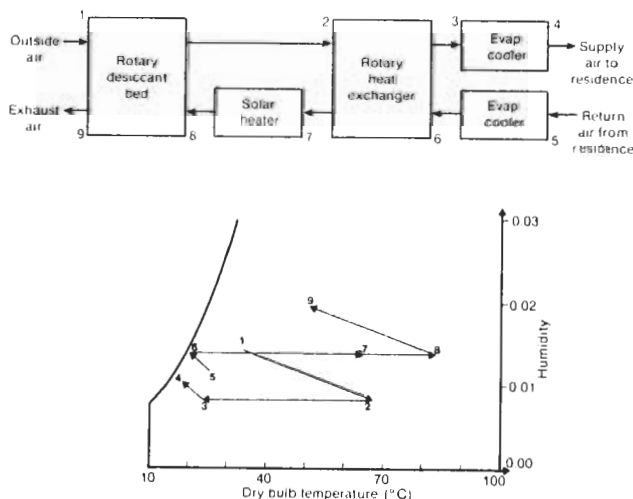 1
2
3
4
Outside air
Rotary desiccant bed
Rotary heat exchanger
Evap cooler
Supply air to residence
Exhaust air
Solar heater
Evap cooler
Return air from residence
9
8
7
6
5
0.03
0.02
0.01
0.00
Humidity
9
6
1
7
8
4
5
3
2
10
40
70
100
Dry bulb temperature (°C)